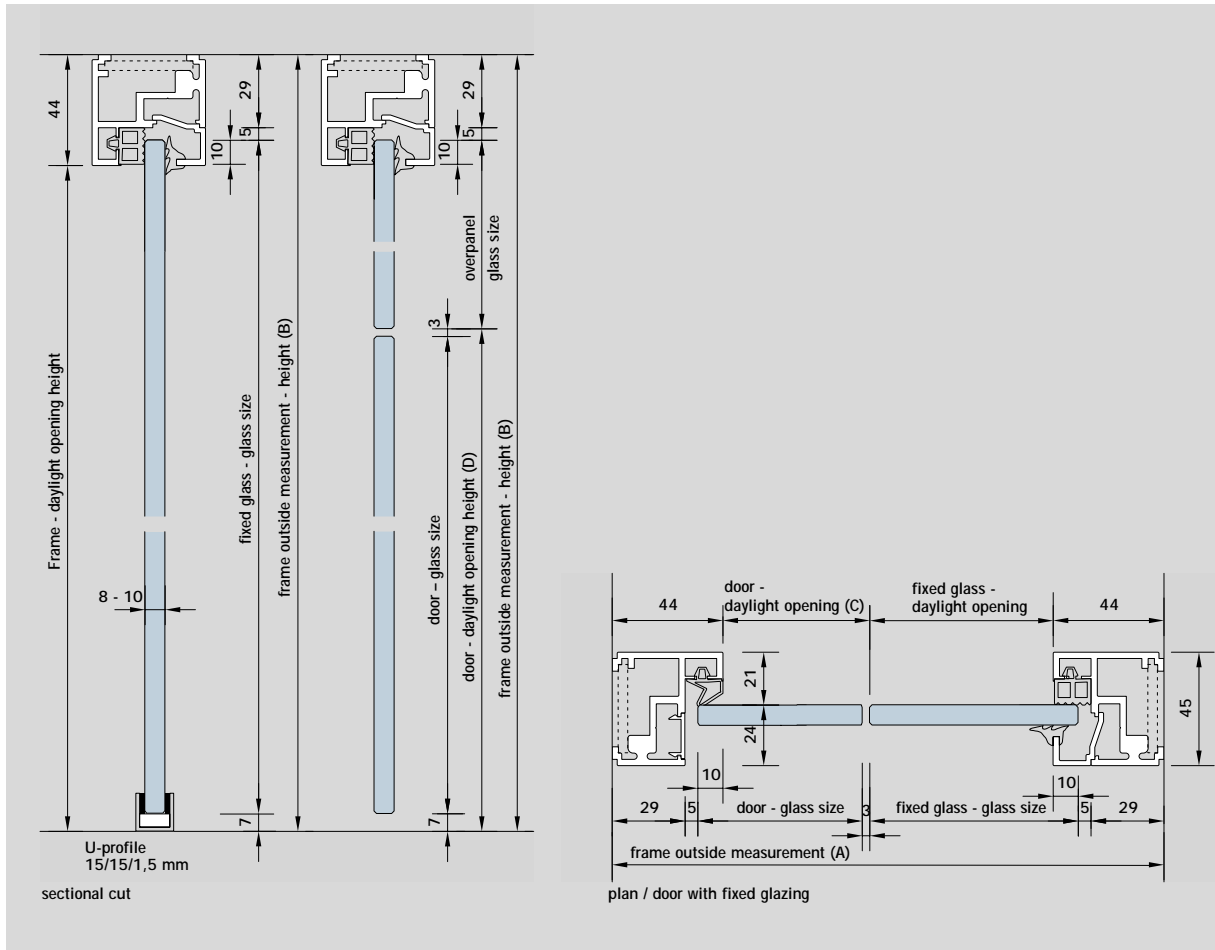 44
29
5
10
Frame - daylight opening height
8 - 10
fixed glass - glass size
frame outside measurement - height (B)
7
U-profile
15/15/1,5 mm
sectional cut
29
5
10
overpanel
glass size
3
door – glass size
door - daylight opening height (D)
frame outside measurement - height (B)
7
44
door -
daylight opening (C)
fixed glass -
daylight opening
44
21
24
45
10
10
29
5
door - glass size
3
fixed glass - glass size
5
29
frame outside measurement (A)
plan / door with fixed glazing